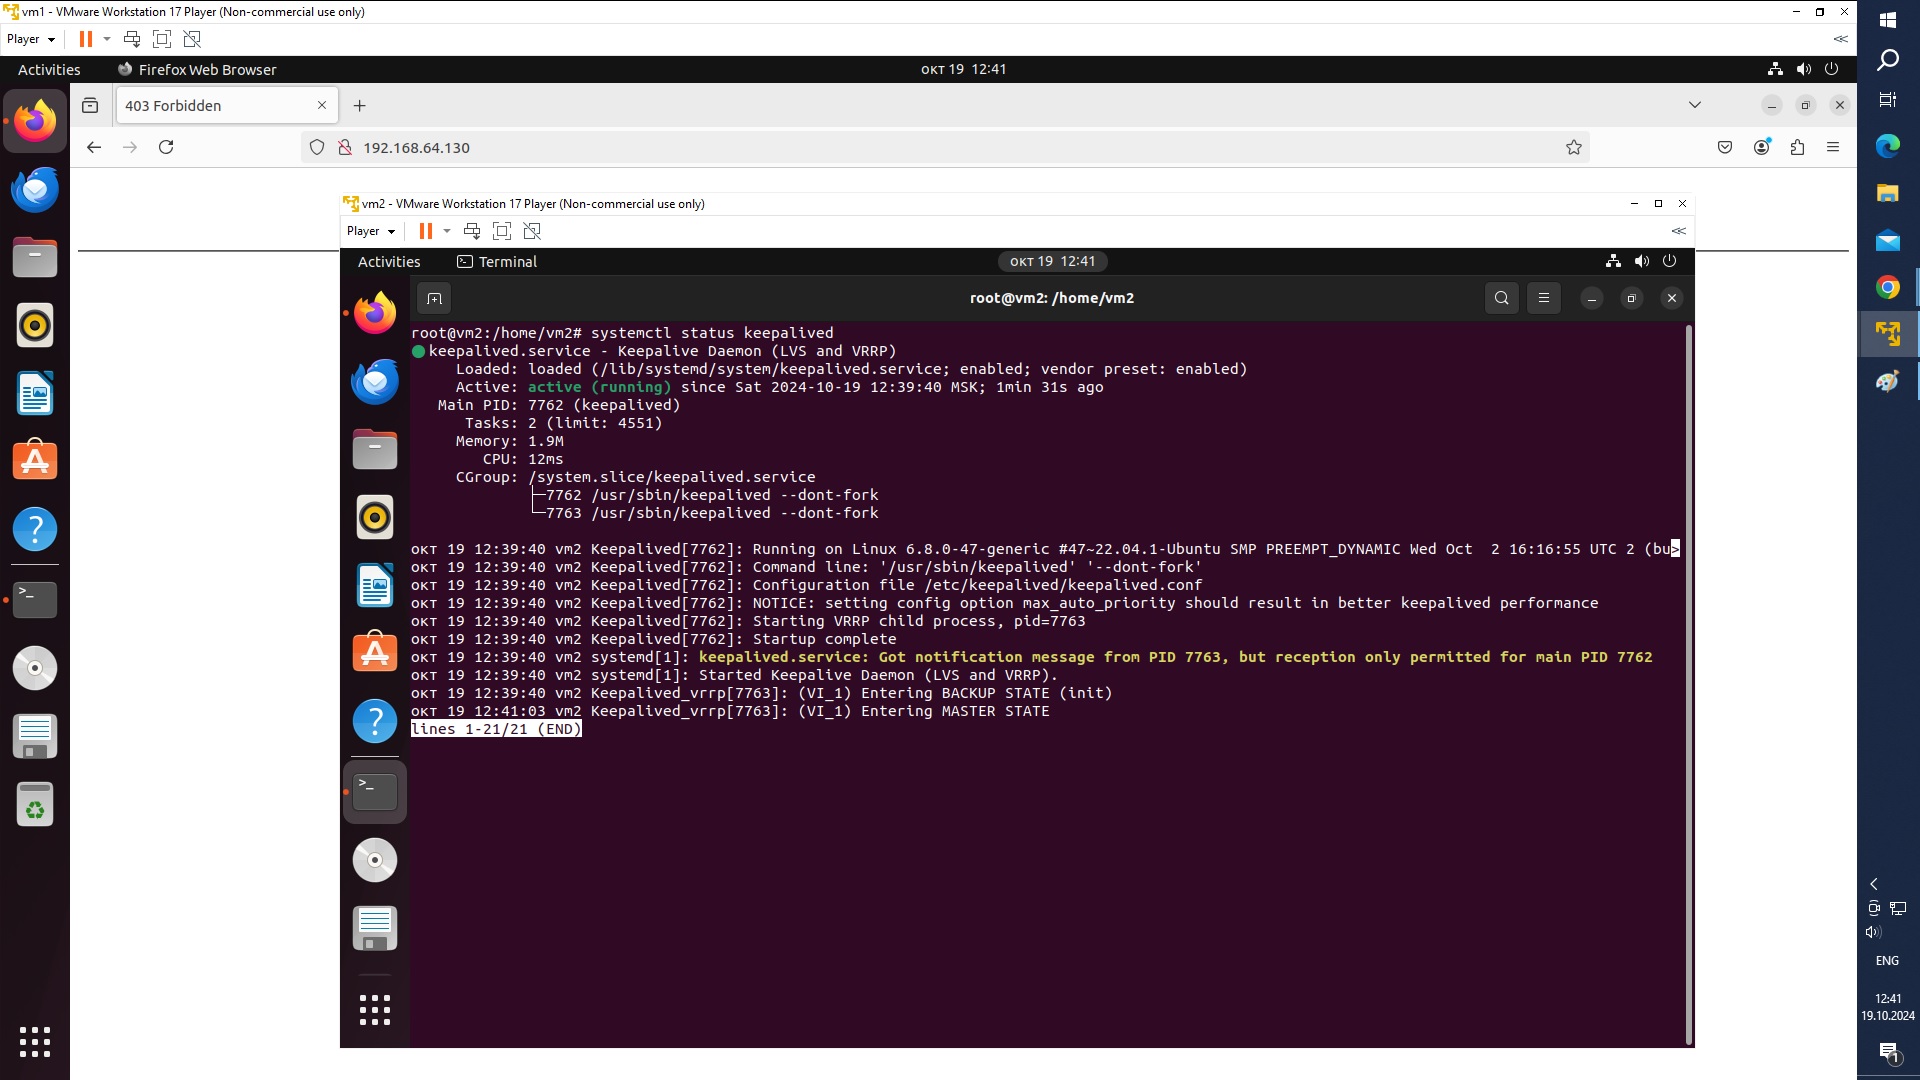 vm1 - VMware Workstation 17 Player (Non-commercial use only)
Player
Activities
Firefox Web Browser
окт 19 12:41
403 Forbidden
192.168.64.130
vm2 - VMware Workstation 17 Player (Non-commercial use only)
Player
Activities
Terminal
окт 19 12:41
root@vm2: /home/vm2
root@vm2:/home/vm2# systemctl status keepalived
keepalived.service - Keepalive Daemon (LVS and VRRP)
Loaded: loaded (/lib/systemd/system/keepalived.service; enabled; vendor preset: enabled)
Active: active (running) since Sat 2024-10-19 12:39:40 MSK; 1min 31s ago
Main PID: 7762 (keepalived)
Tasks: 2 (limit: 4551)
Memory: 1.9M
CPU: 12ms
CGroup: /system.slice/keepalived.service
├─7762 /usr/sbin/keepalived --dont-fork
└─7763 /usr/sbin/keepalived --dont-fork
окт 19 12:39:40 vm2 Keepalived[7762]: Running on Linux 6.8.0-47-generic #47~22.04.1-Ubuntu SMP PREEMPT_DYNAMIC Wed Oct  2 16:16:55 UTC 2 (bu>
окт 19 12:39:40 vm2 Keepalived[7762]: Command line: '/usr/sbin/keepalived' '--dont-fork'
окт 19 12:39:40 vm2 Keepalived[7762]: Configuration file /etc/keepalived/keepalived.conf
окт 19 12:39:40 vm2 Keepalived[7762]: NOTICE: setting config option max_auto_priority should result in better keepalived performance
окт 19 12:39:40 vm2 Keepalived[7762]: Starting VRRP child process, pid=7763
окт 19 12:39:40 vm2 Keepalived[7762]: Startup complete
окт 19 12:39:40 vm2 systemd[1]: keepalived.service: Got notification message from PID 7763, but reception only permitted for main PID 7762
окт 19 12:39:40 vm2 systemd[1]: Started Keepalive Daemon (LVS and VRRP).
окт 19 12:39:40 vm2 Keepalived_vrrp[7763]: (VI_1) Entering BACKUP STATE (init)
окт 19 12:41:03 vm2 Keepalived_vrrp[7763]: (VI_1) Entering MASTER STATE
lines 1-21/21 (END)
ENG
12:41
19.10.2024
1